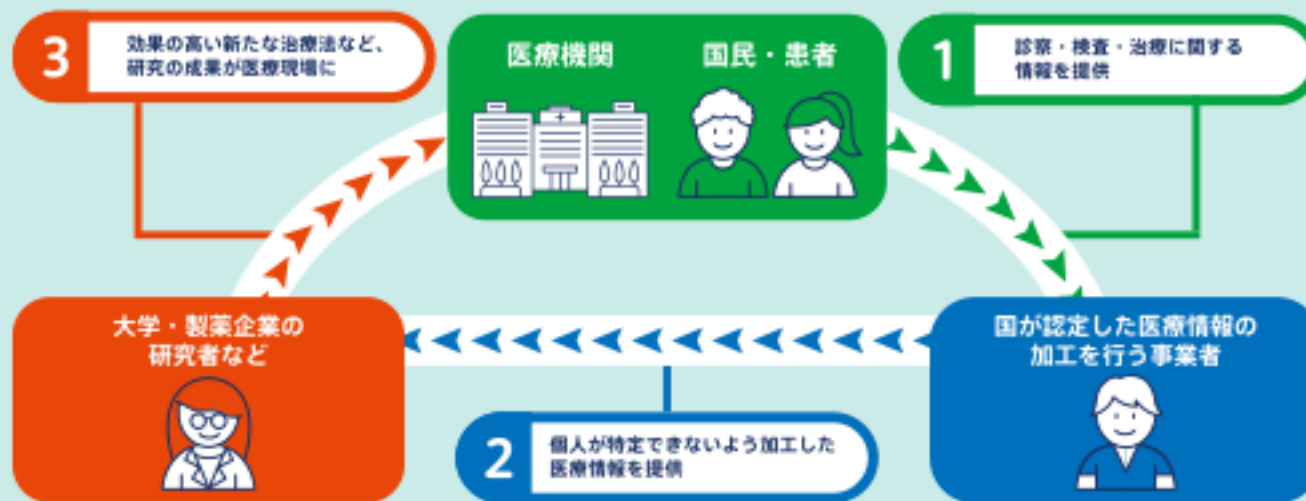 3
効果の高い新たな治療法など、
研究の成果が医療現場に
医療機関
国民・患者
1
診察・検査・治療に関する
情報を提供
大学・製薬企業の
研究者など
国が認定した医療情報の
加工を行う事業者
2
個人が特定できないよう加工した
医療情報を提供